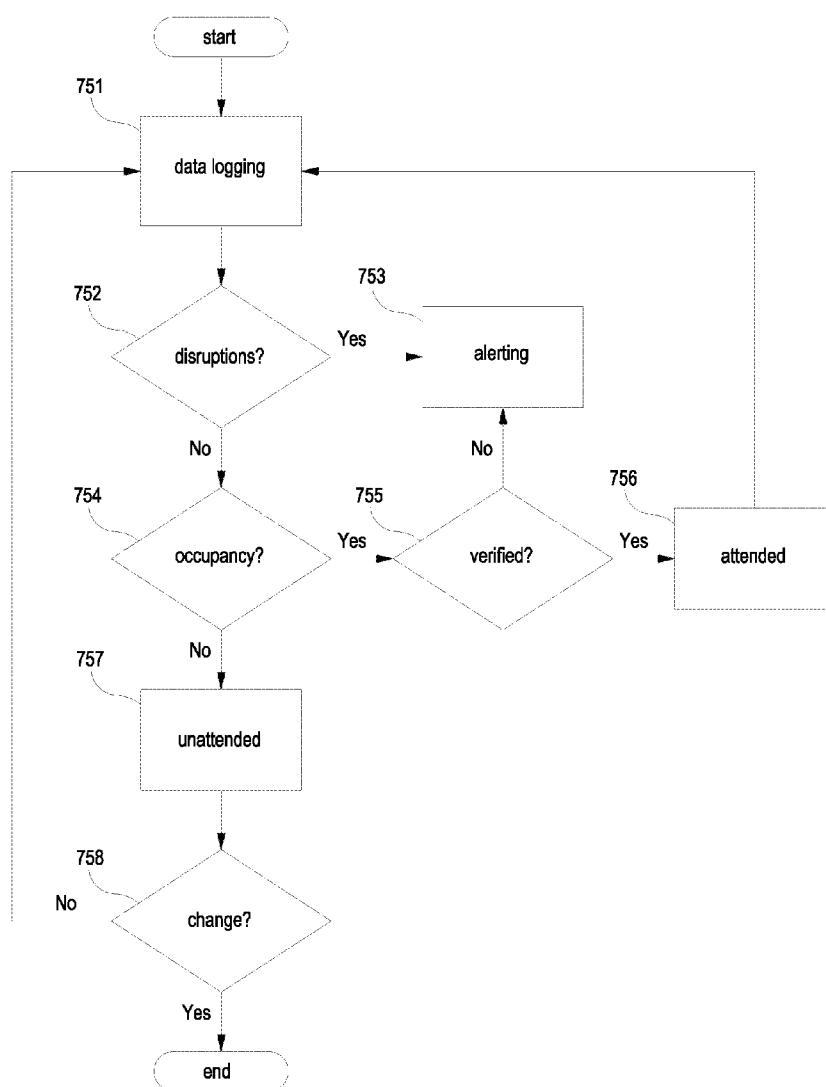 start
751
data logging
752
disruptions?
Yes
753
alerting
No
No
754
occupancy?
Yes
755
verified?
Yes
756
attended
No
757
unattended
758
change?
No
Yes
end